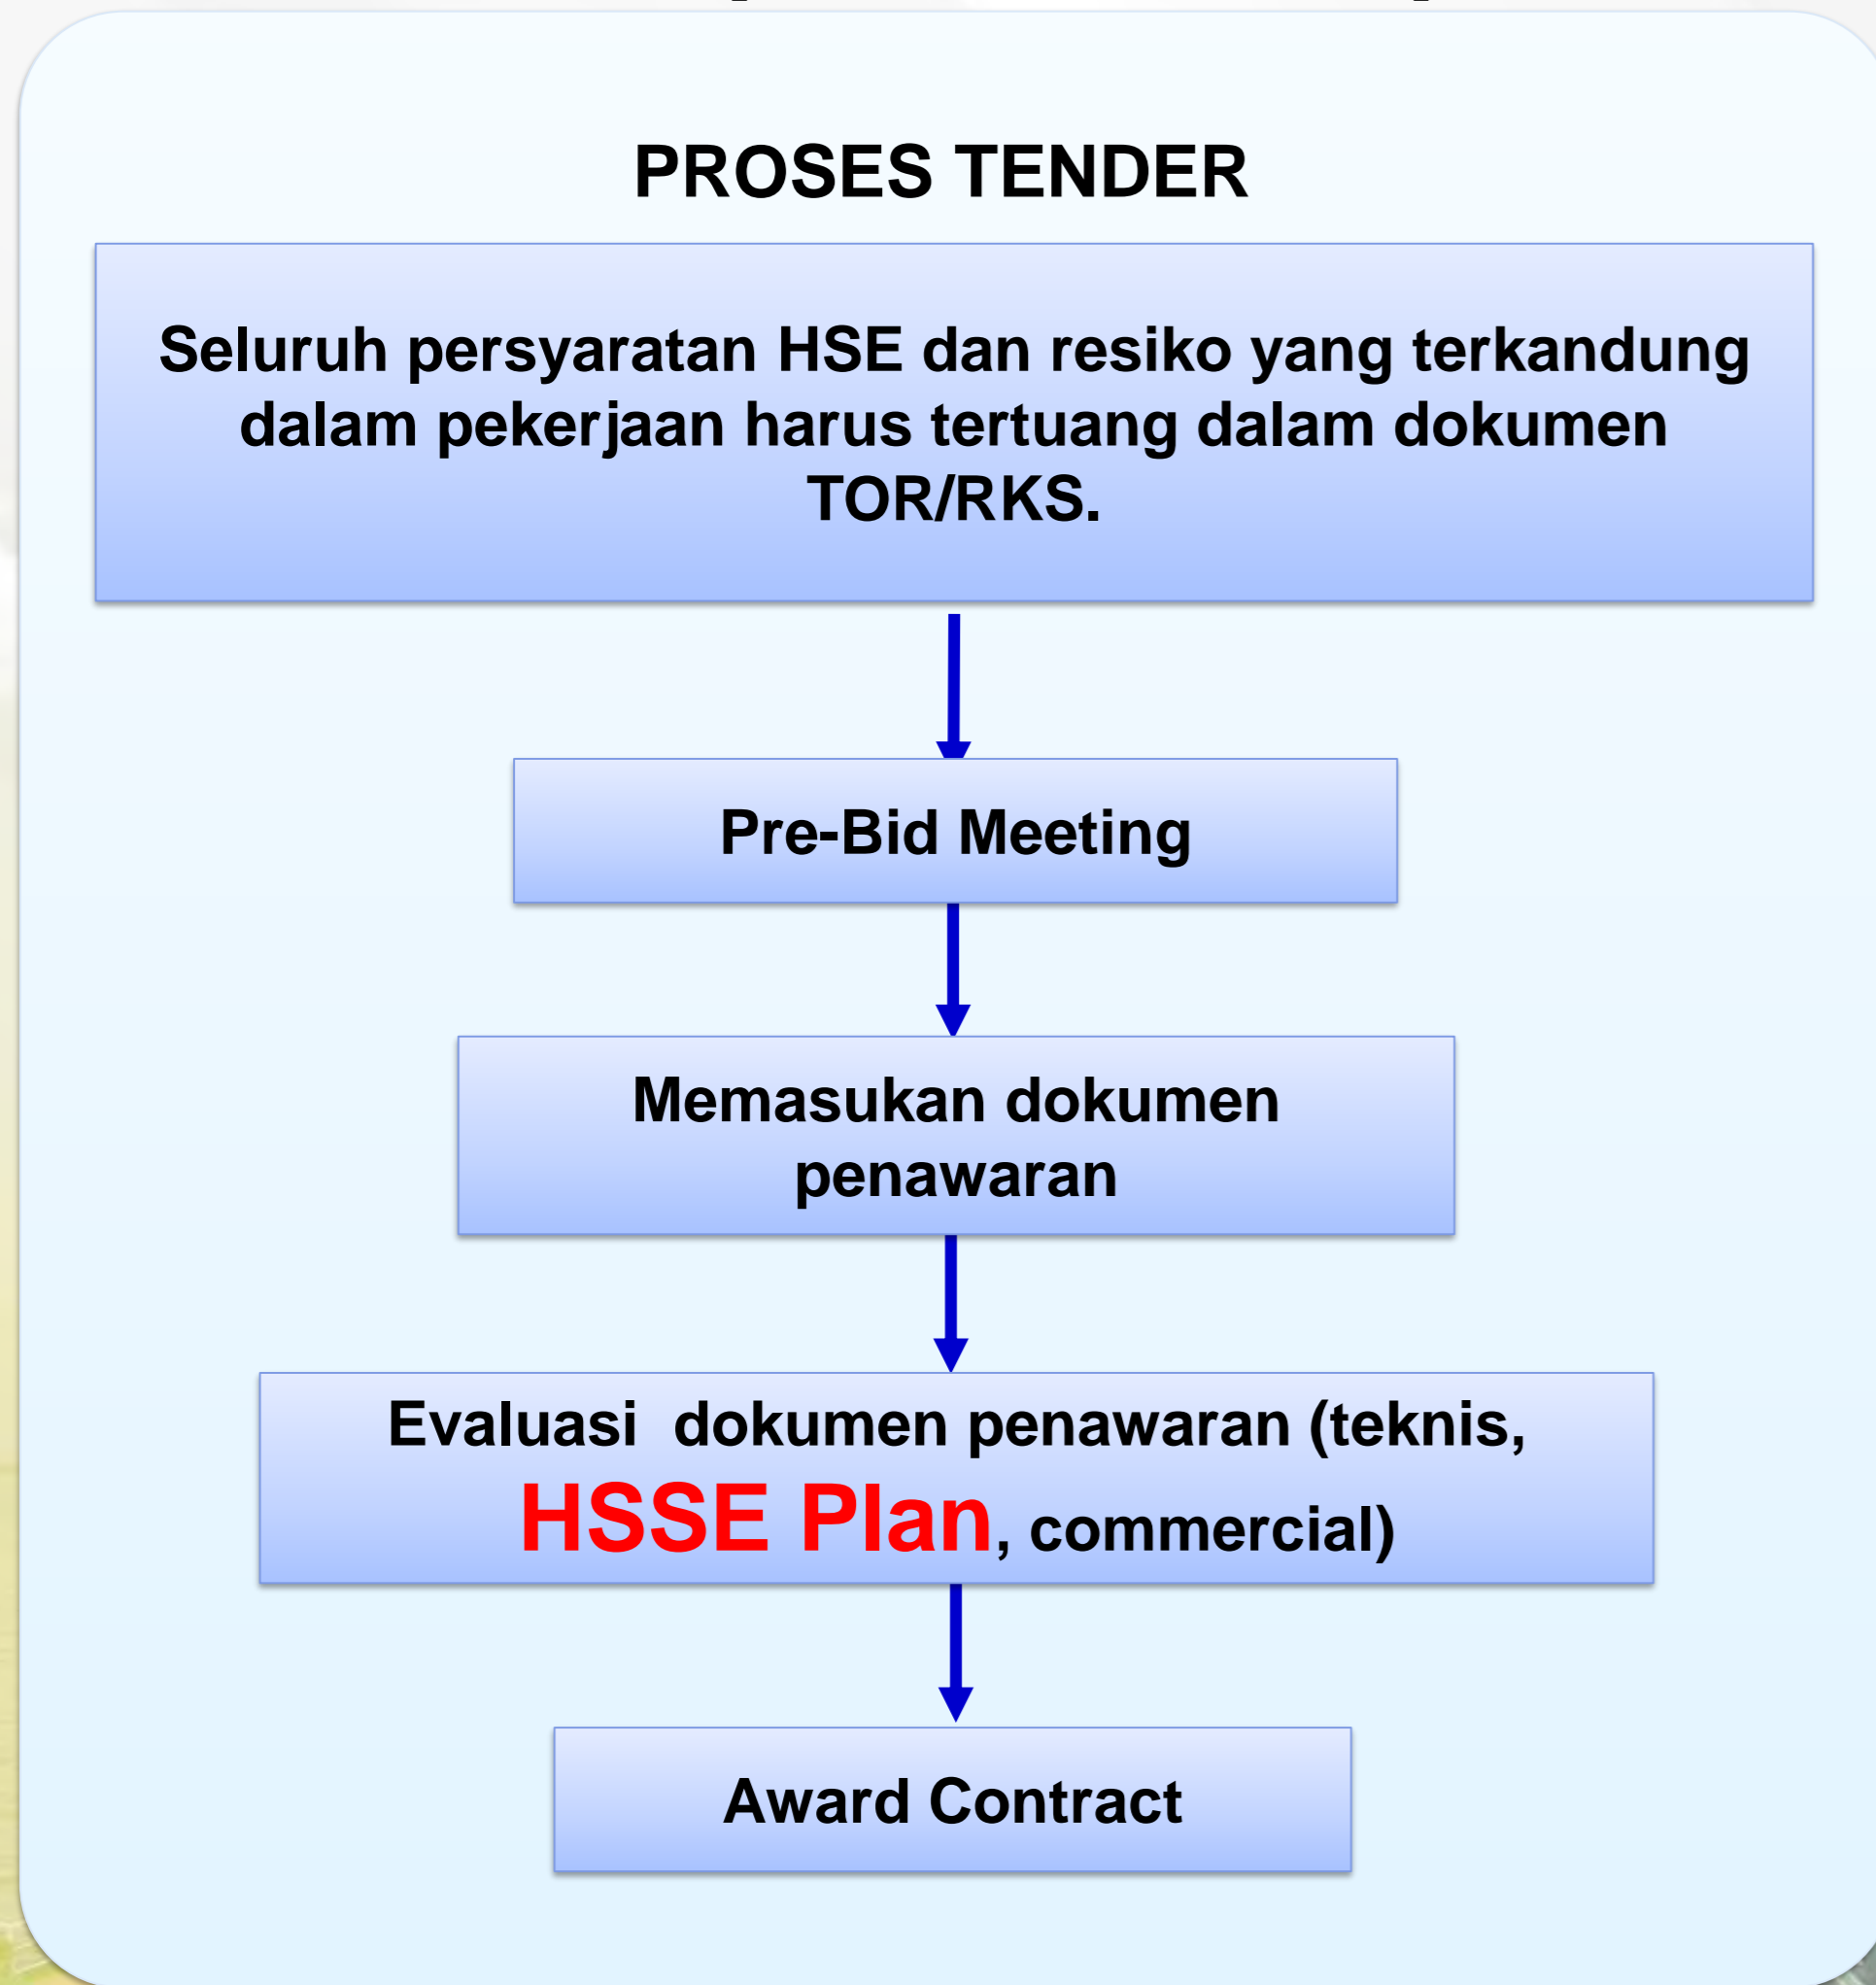 PROSES TENDER
Seluruh persyaratan HSE dan resiko yang terkandung
dalam pekerjaan harus tertuang dalam dokumen
TOR/RKS.
Pre-Bid Meeting
Memasukan dokumen
penawaran
Evaluasi  dokumen penawaran (teknis,
HSSE Plan, commercial)
Award Contract